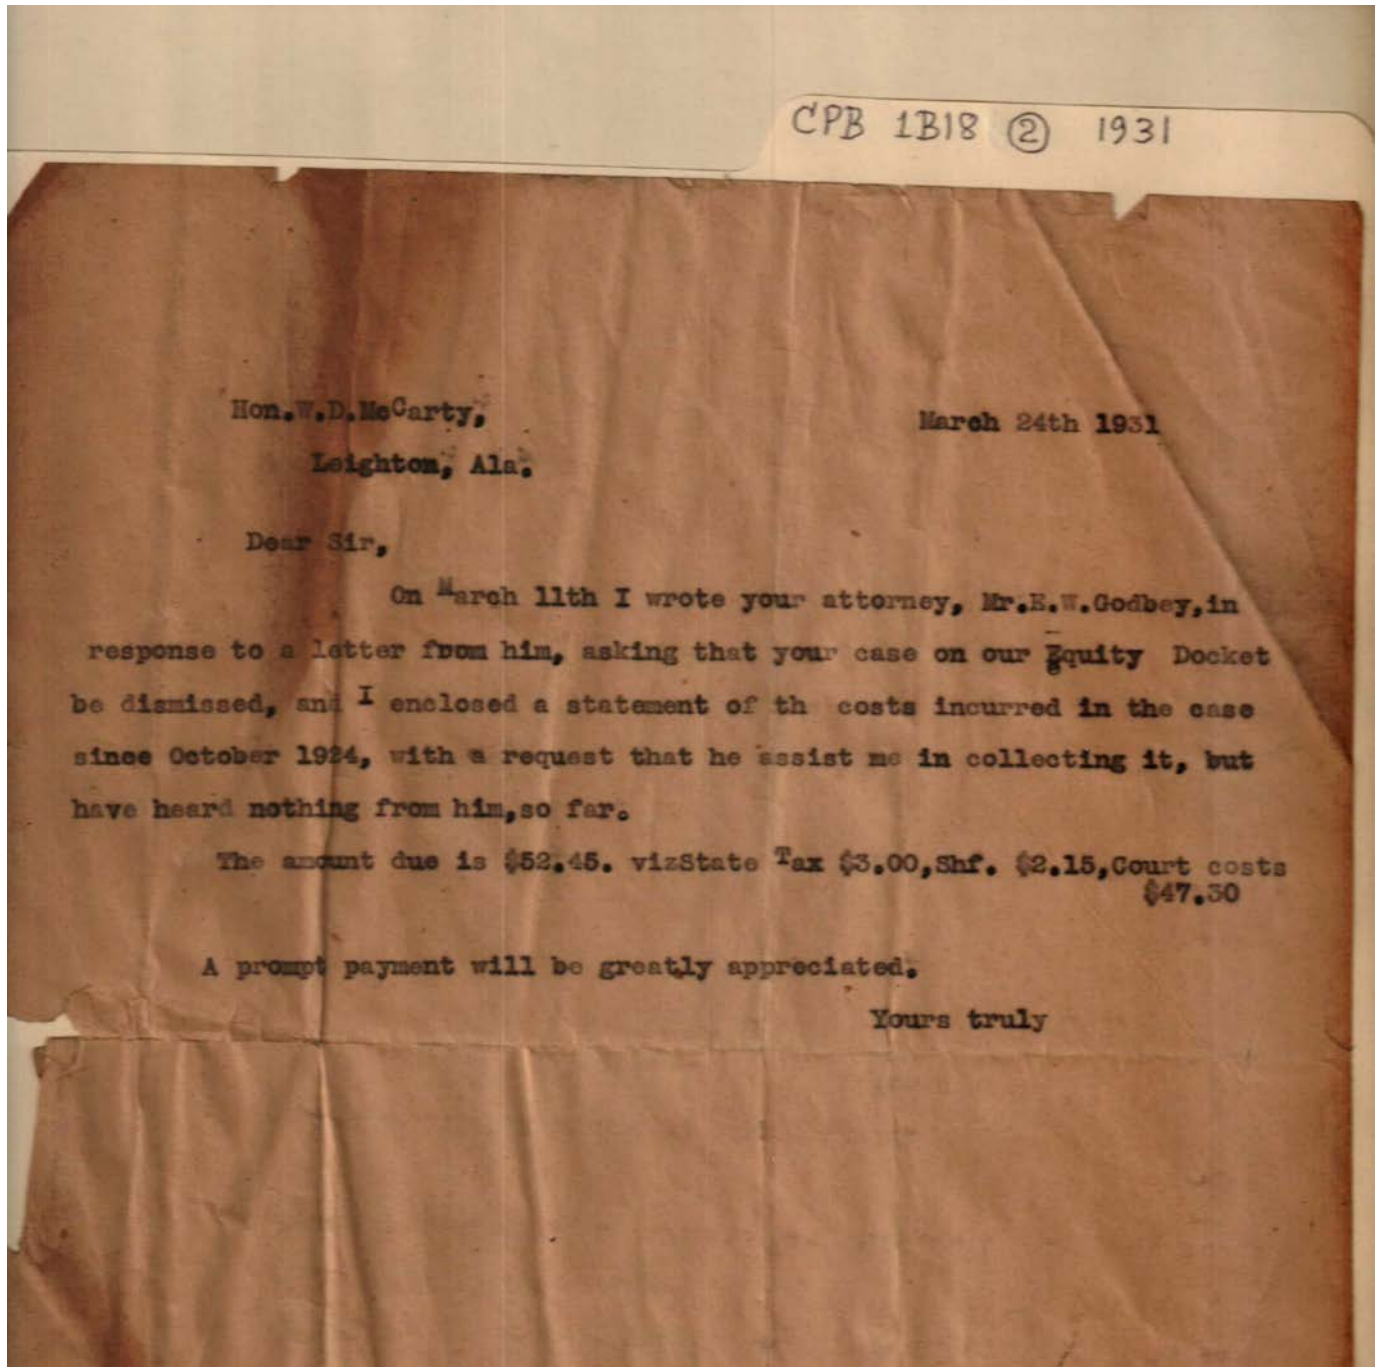 CPB 1B18 ② 1931
Hon.W.D.McCarty, March 24th 1931
Leighton, Ala.
Dear Sir,
On March 11th I wrote your attorney, Mr.E.W.Godbey,in
response to a letter from him, asking that your case on our Equity Docket
be dismissed, and I enclosed a statement of th costs incurred in the case
since October 1924, with a request that he assist me in collecting it, but
have heard nothing from him,so far.
The amount due is $52.45. vizState Tax $3.00,Shf. $2.15,Court costs
$47.30
A prompt payment will be greatly appreciated.
Yours truly